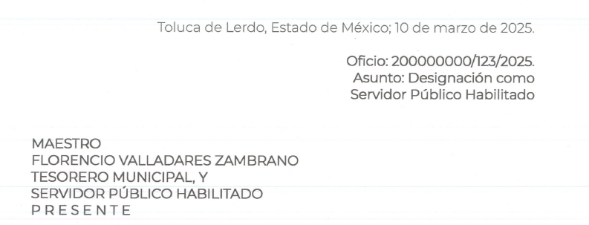 Toluca de Lerdo, Estado de México; 10 de marzo de 2025.
Oficio: 200000000/123/2025.
Asunto: Designación como
Servidor Público Habilitado
MAESTRO
FLORENCIO VALLADARES ZAMBRANO
TESORERO MUNICIPAL, Y
SERVIDOR PÚBLICO HABILITADO
P R E S E N T E